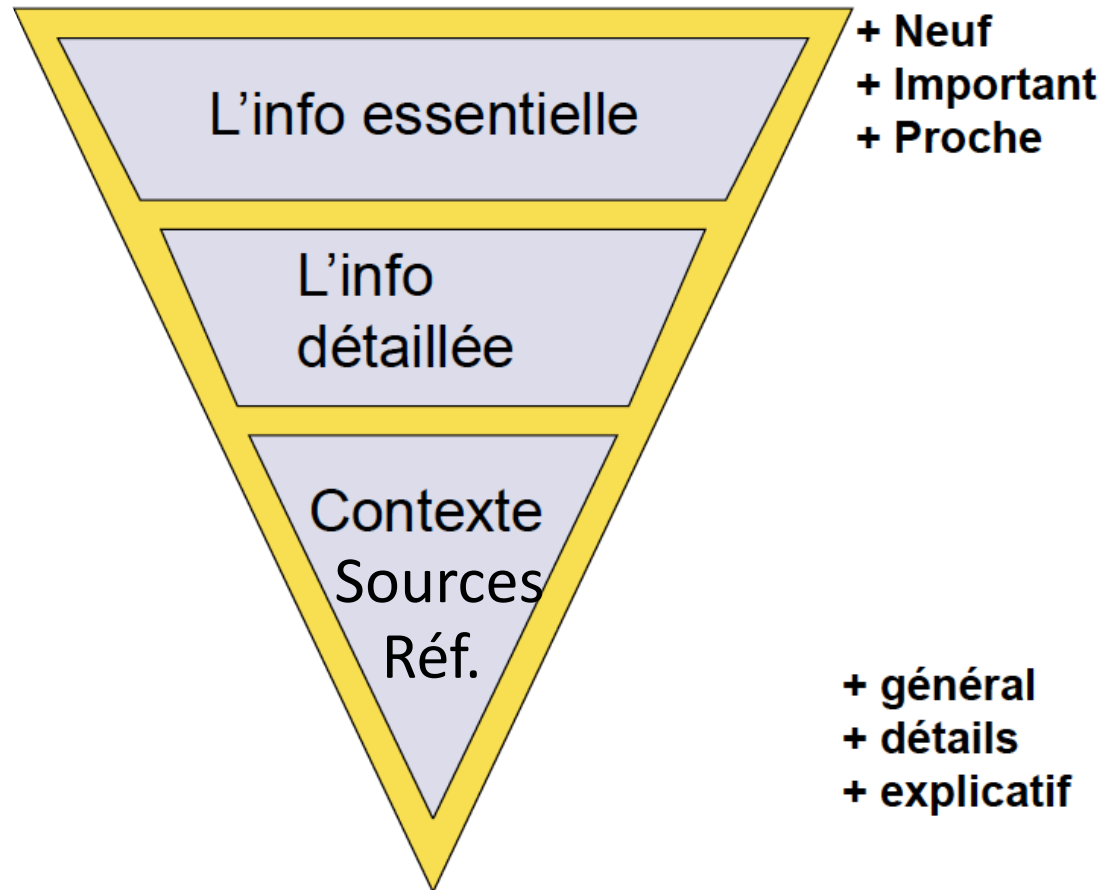 L’info essentielle
+ Neuf
+ Important
+ Proche
L’info
détaillée
Contexte
Sources
Réf.
+ général
+ détails
+ explicatif